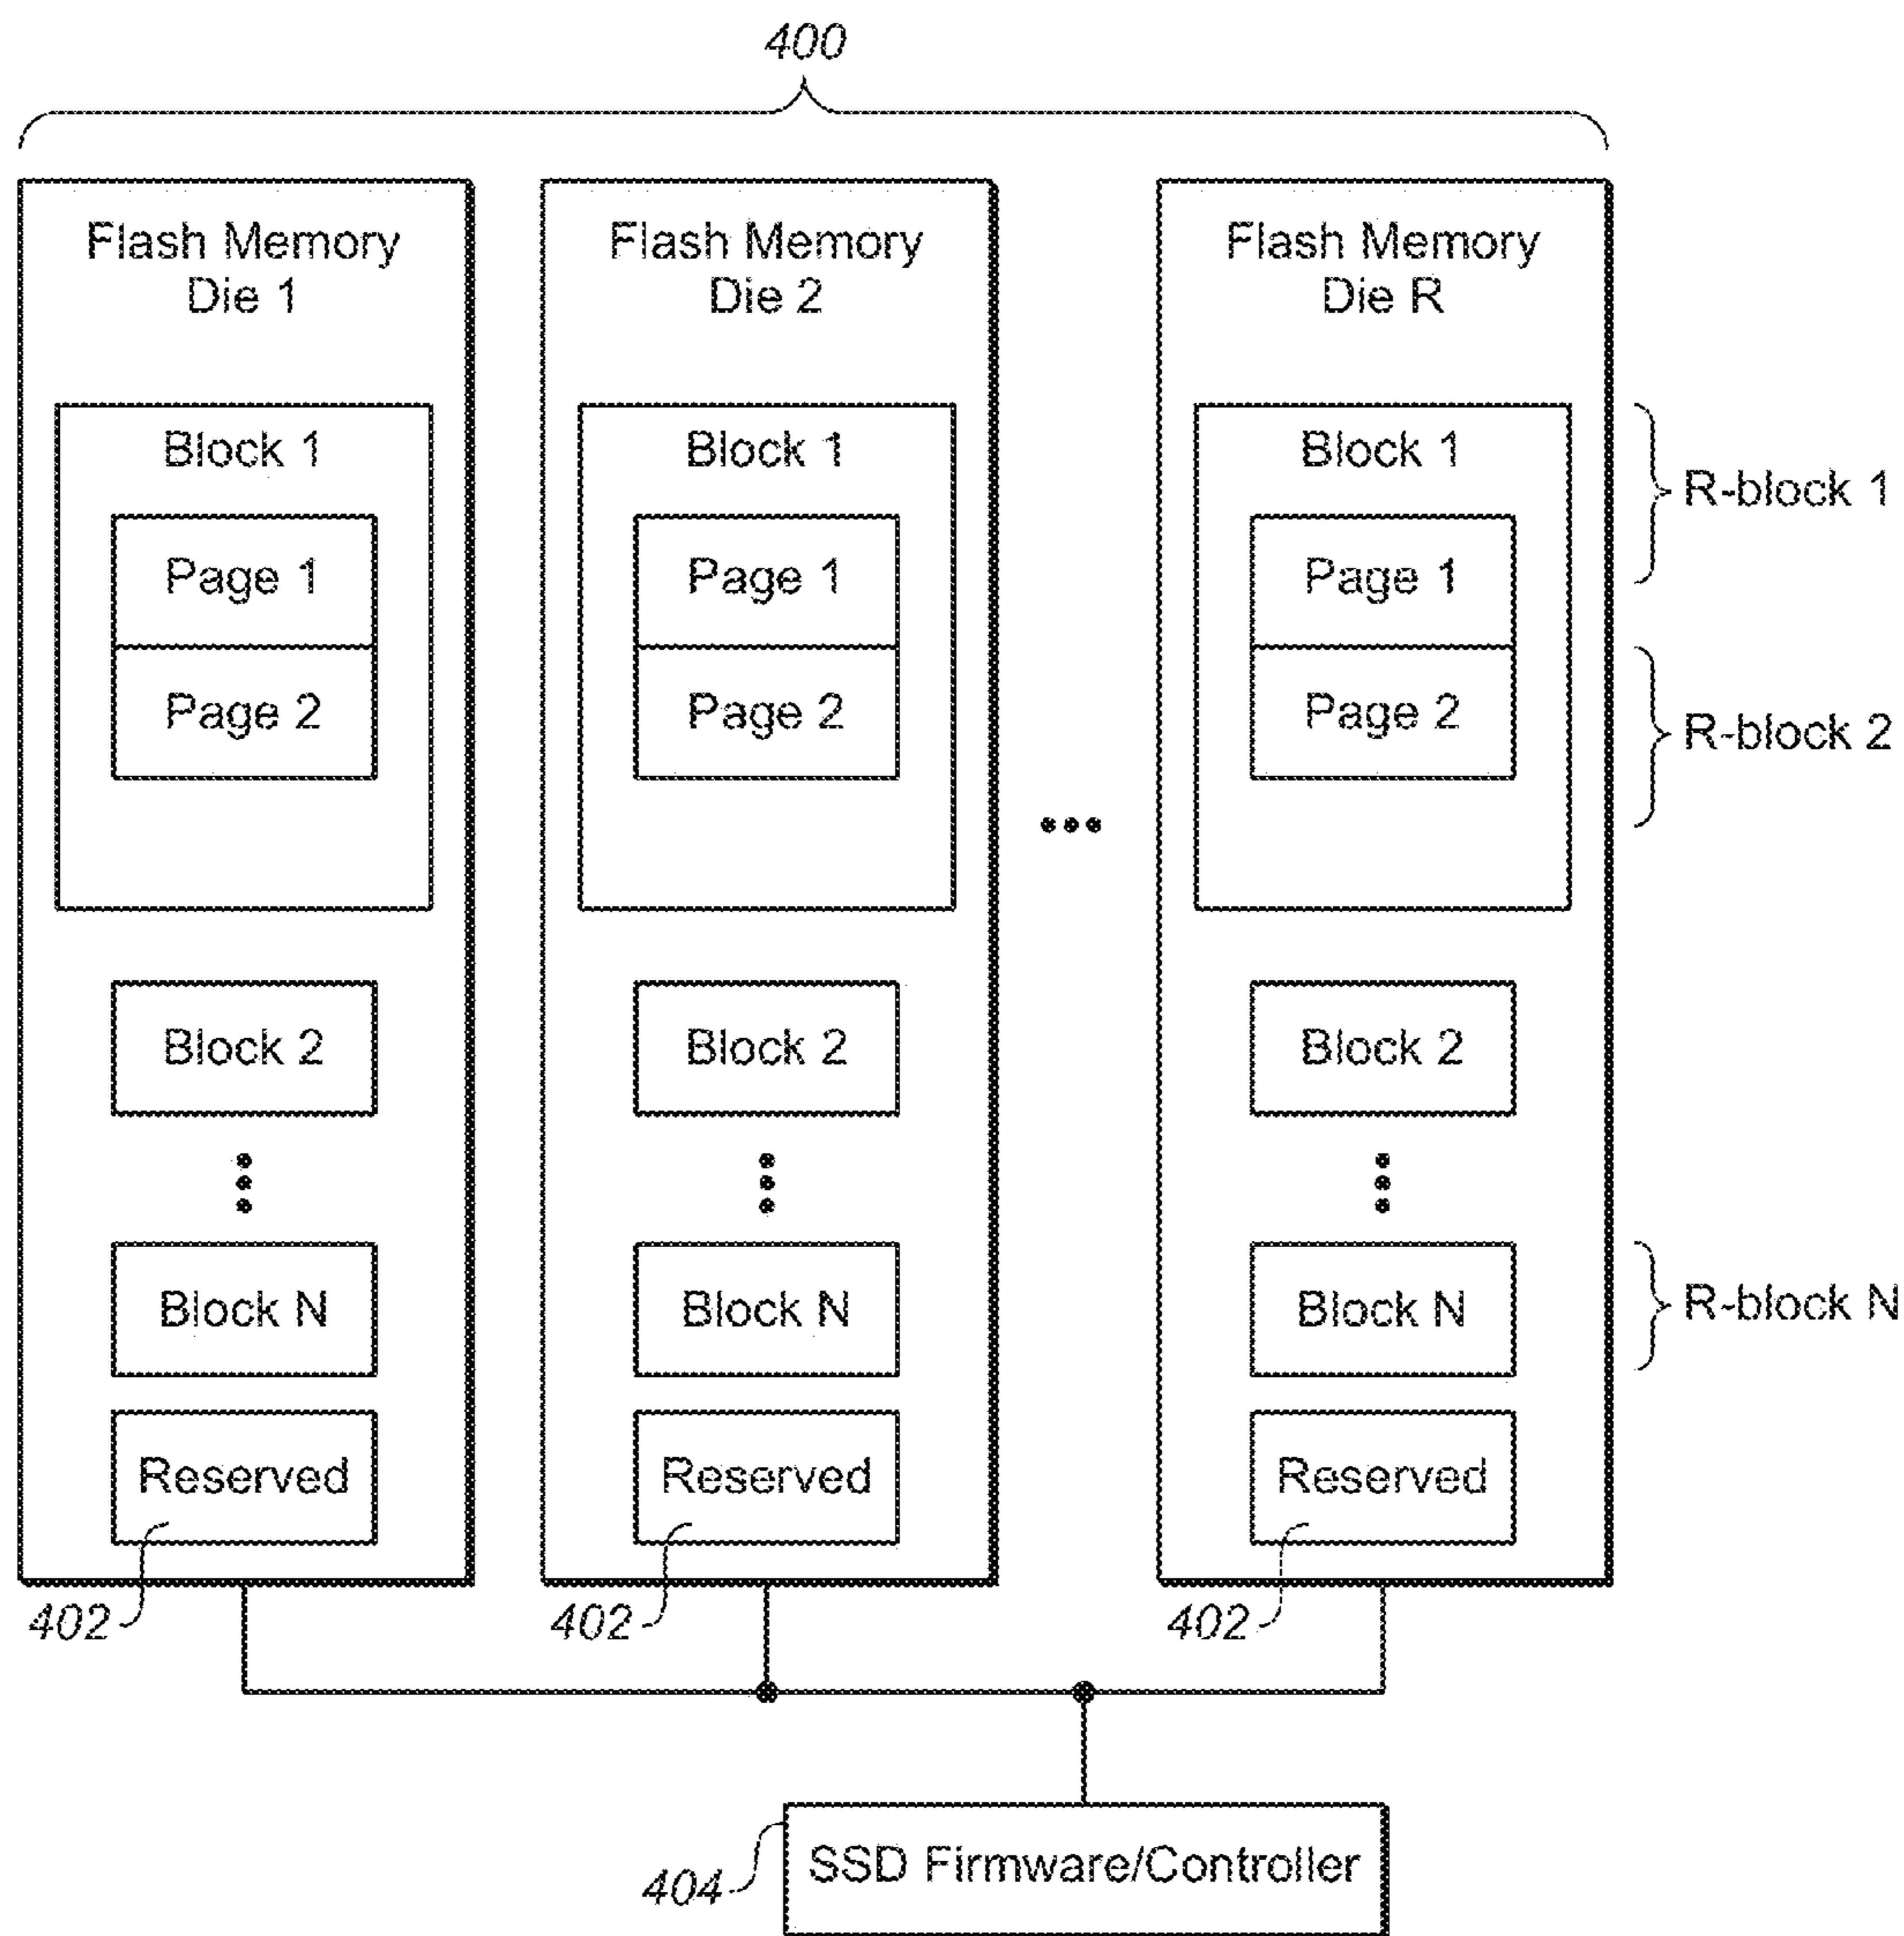 400
Flash Memory
Die 1
Flash Memory
Die 2
Flash Memory
Die R
Block 1
Block 1
Block 1
R-block 1
Page 1
Page 1
Page 1
Page 2
Page 2
Page 2
R-block 2
Block 2
Block 2
Block 2
Block N
Block N
Block N
R-block N
Reserved
Reserved
Reserved
402
402
402
404
SSD Firmware/Controller